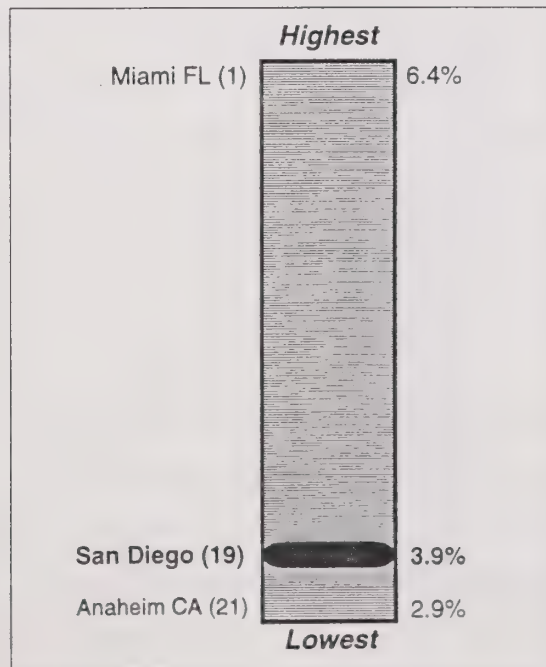 Highest
Miami FL (1) 6.4%
San Diego (19) 3.9%
Anaheim CA (21) 2.9%
Lowest